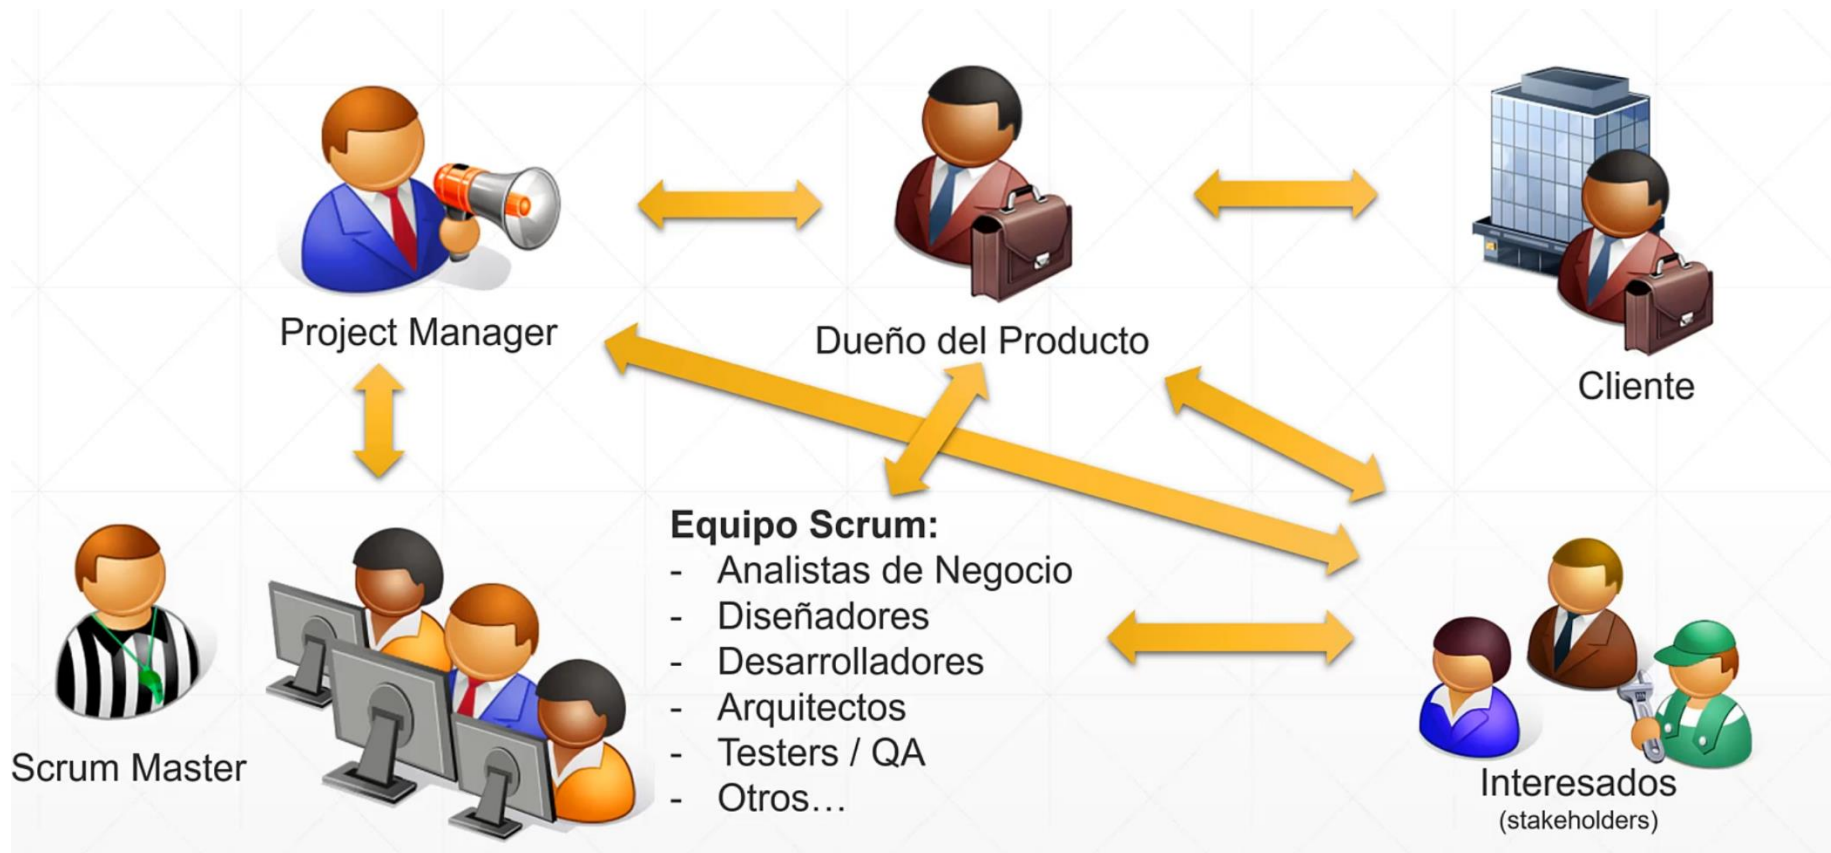 Project Manager
Dueño del Producto
Cliente
Equipo Scrum:
- Analistas de Negocio
- Diseñadores
- Desarrolladores
- Arquitectos
- Testers / QA
- Otros…
Scrum Master
Interesados
(stakeholders)